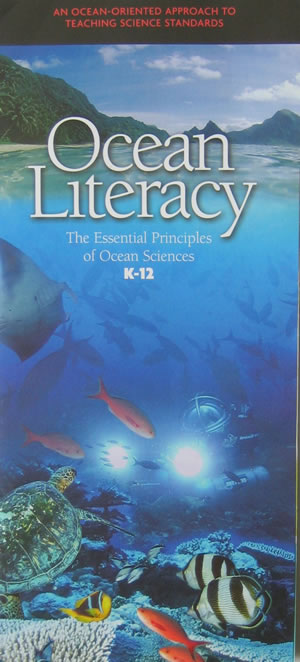 AN OCEAN-ORIENTED APPROACH TO
TEACHING SCIENCE STANDARDS
Ocean
Literacy
The Essential Principles
of Ocean Sciences
K-12